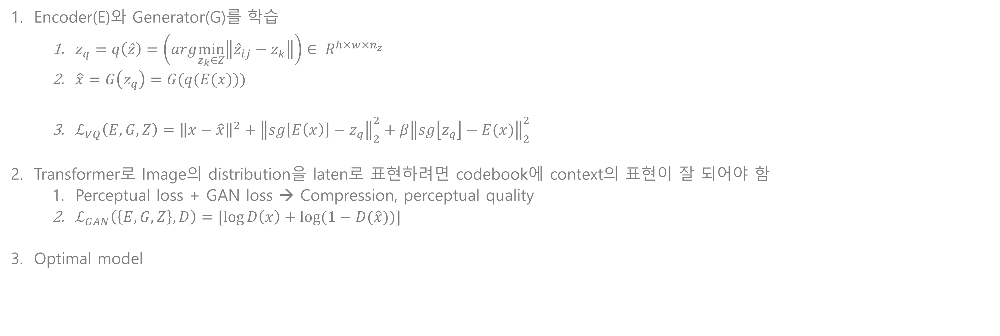 1. Encoder(E)와 Generator(G)를 학습
1. $z_q = q(\hat{z}) = \left(arg\min_{z_k \in Z} \left\| \hat{z}_{ij} - z_k \right\|\right) \in R^{h \times w \times n_z}$
2. $\hat{x} = G(z_q) = G(q(E(x)))$
3. $\mathcal{L}_{VQ}(E, G, Z) = \|x - \hat{x}\|^2 + \left\| sg[E(x)] - z_q \right\|_2^2 + \beta \left\| sg[z_q] - E(x) \right\|_2^2$
2. Transformer로 Image의 distribution을 laten로 표현하려면 codebook에 context의 표현이 잘 되어야 함
1. Perceptual loss + GAN loss → Compression, perceptual quality
2. $\mathcal{L}_{GAN}(\{E, G, Z\}, D) = [\log D(x) + \log(1 - D(\hat{x}))]$
3. Optimal model